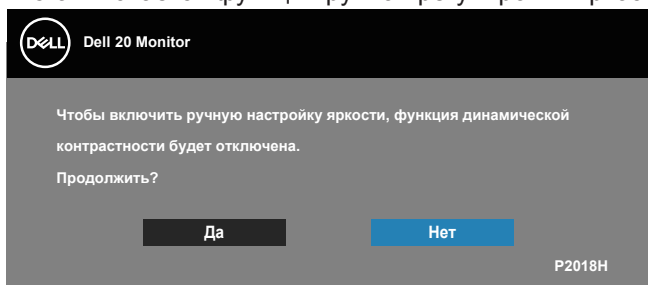 DELL Dell 20 Monitor
Чтобы включить ручную настройку яркости, функция динамической
контрастности будет отключена.
Продолжить?
Да Нет
P2018H